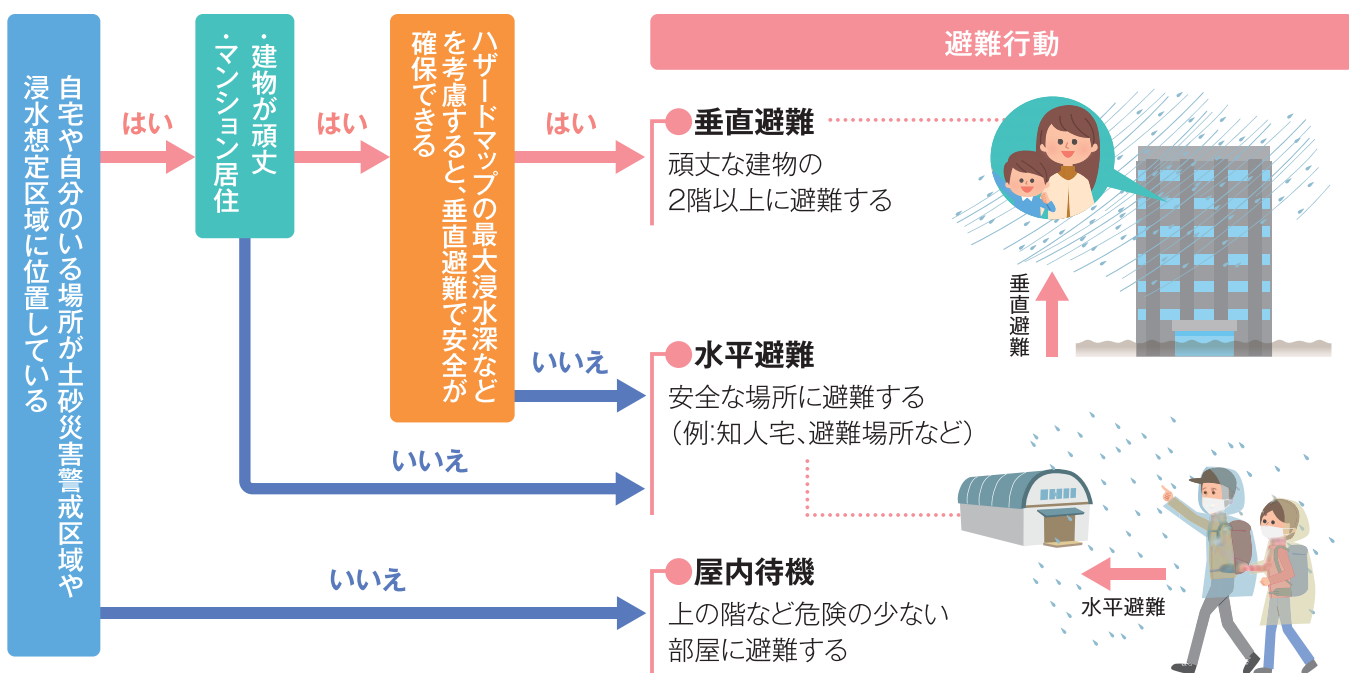 自宅や自分のいる場所が土砂災害警戒区域や
浸水想定区域に位置している
はい
・建物が頑丈
・マンション居住
はい
ハザードマップの最大浸水深など
を考慮すると、垂直避難で安全が
確保できる
はい
いいえ
いいえ
いいえ
避難行動
垂直避難
頑丈な建物の
2階以上に避難する
垂直避難
水平避難
安全な場所に避難する
（例:知人宅、避難場所など）
水平避難
屋内待機
上の階など危険の少ない
部屋に避難する